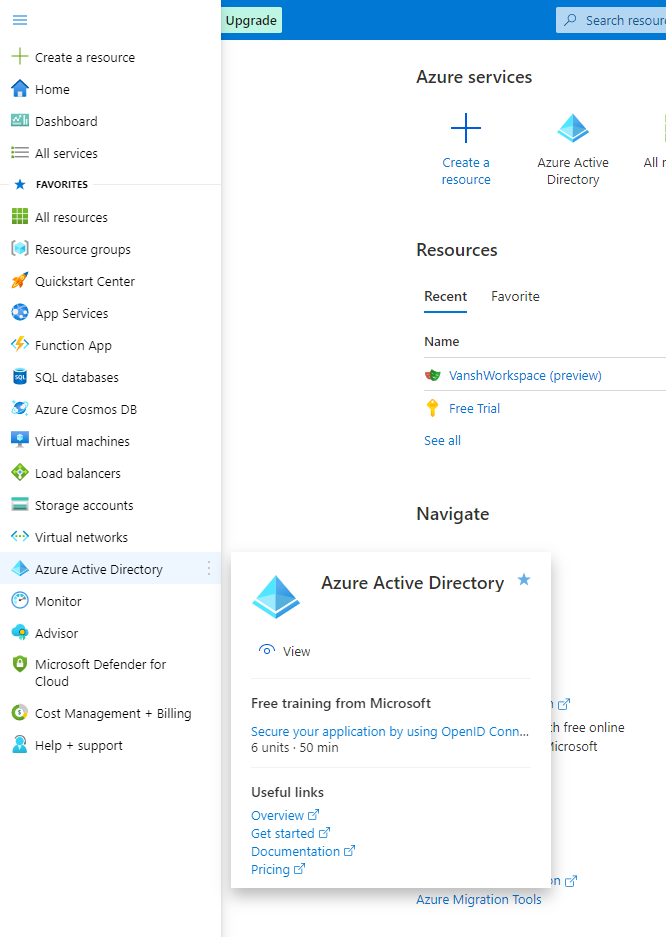 Upgrade
Search resour
Create a resource
Home
Dashboard
All services
FAVORITES
All resources
Resource groups
Quickstart Center
App Services
Function App
SQL databases
Azure Cosmos DB
Virtual machines
Load balancers
Storage accounts
Virtual networks
Azure Active Directory
Monitor
Advisor
Microsoft Defender for
Cloud
Cost Management + Billing
Help + support
Azure services
Create a
resource
Azure Active
Directory
All r
Resources
Recent
Favorite
Name
VanshWorkspace (preview)
Free Trial
See all
Navigate
Azure Active Directory
View
Free training from Microsoft
Secure your application by using OpenID Conn...
6 units · 50 min
Useful links
Overview
Get started
Documentation
Pricing
n
h free online
Microsoft
on
Azure Migration Tools